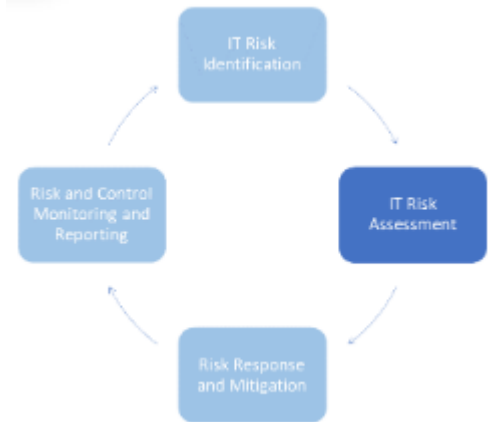 IT Risk
Identification
IT Risk
Assessment
Risk Response
and Mitigation
Risk and Control
Monitoring and
Reporting